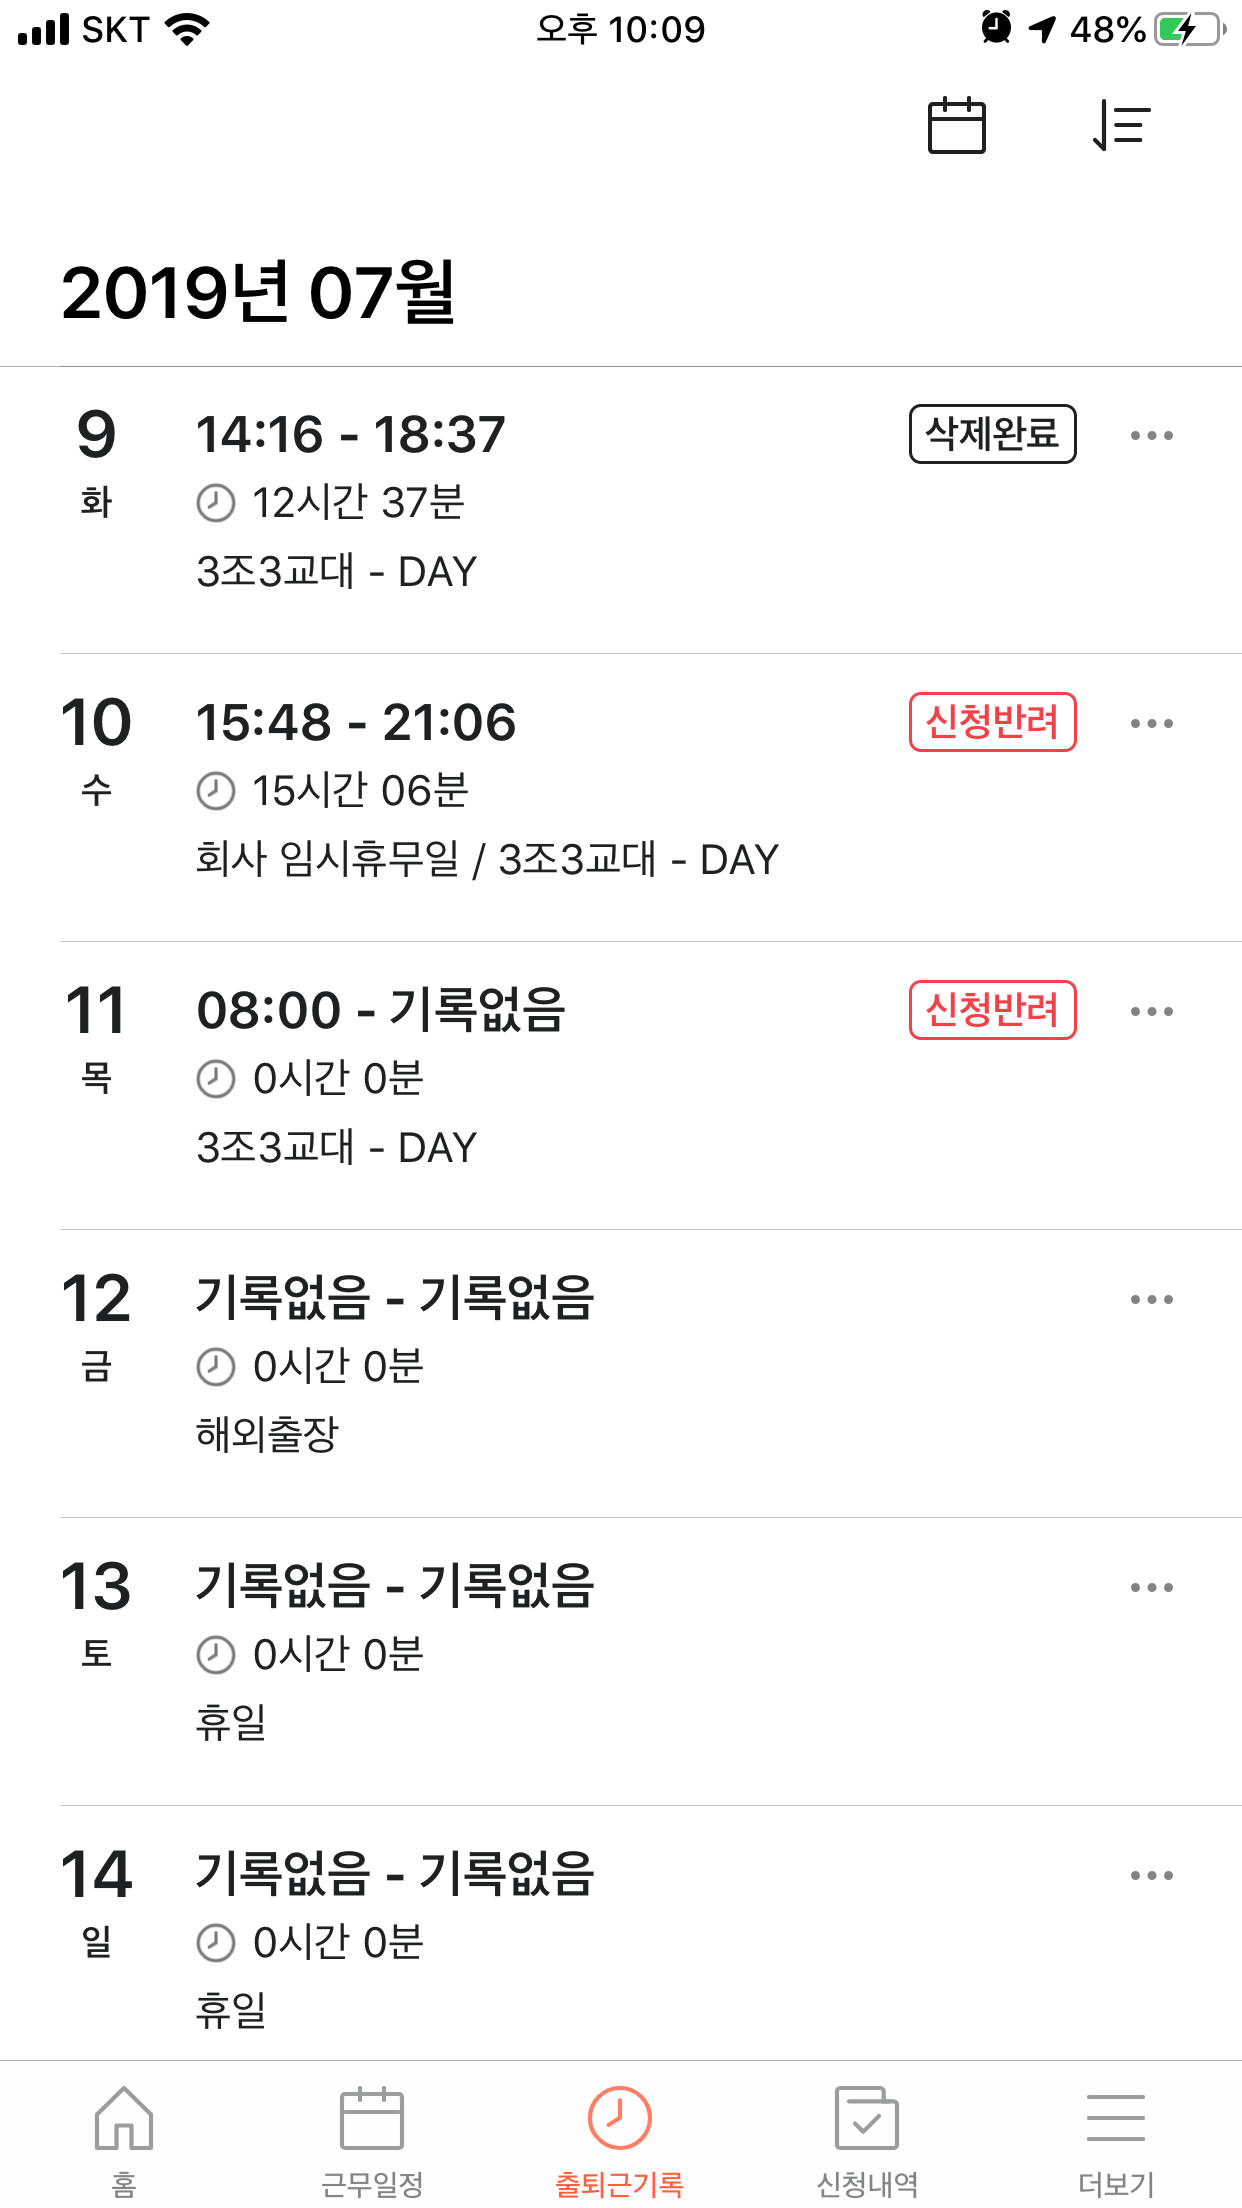 SKT 오후 10:09 48%
2019년 07월
9 14:16 - 18:37 삭제완료
화 12시간 37분
3조3교대 - DAY
10 15:48 - 21:06 신청반려
수 15시간 06분
회사 임시휴무일 / 3조3교대 - DAY
11 08:00 - 기록없음 신청반려
목 0시간 0분
3조3교대 - DAY
12 기록없음 - 기록없음
금 0시간 0분
해외출장
13 기록없음 - 기록없음
토 0시간 0분
휴일
14 기록없음 - 기록없음
일 0시간 0분
휴일
홈 근무일정 출퇴근기록 신청내역 더보기